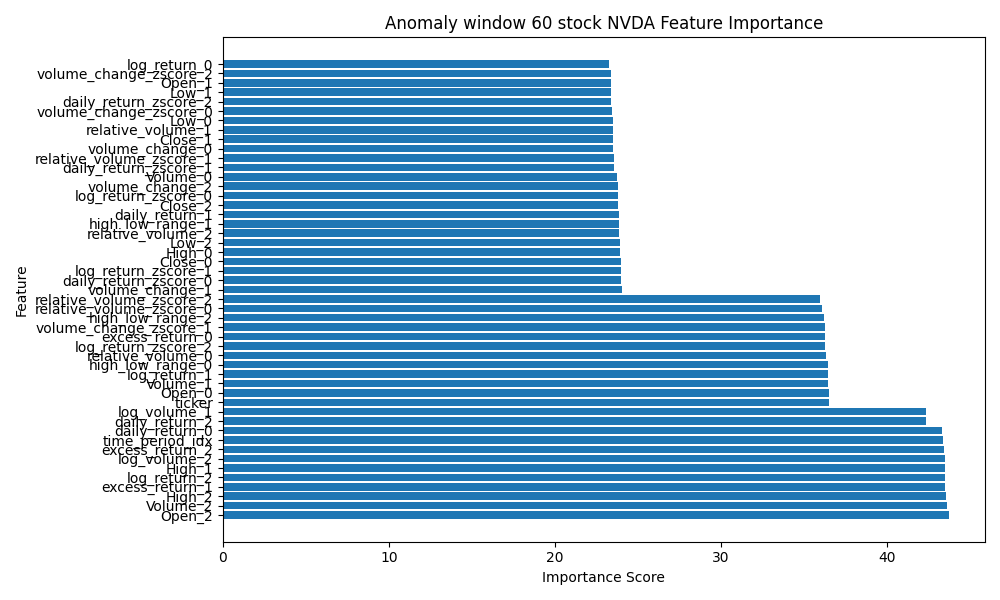 Anomaly window 60 stock NVDA Feature Importance
log_return_0
volume_change_zscore_2
Open_1
Low_1
daily_return_zscore_2
volume_change_zscore_0
Low_0
relative_volume_1
Close_1
volume_change_0
relative_volume_zscore_1
daily_return_zscore_1
Volume_0
volume_change_2
log_return_zscore_0
Close_2
daily_return_1
high_low_range_1
relative_volume_2
Low_2
High_0
Close_0
log_return_zscore_1
daily_return_zscore_0
volume_change_1
relative_volume_zscore_2
relative_volume_zscore_0
high_low_range_2
volume_change_zscore_1
excess_return_0
log_return_zscore_2
relative_volume_0
high_low_range_0
log_return_1
Volume_1
Open_0
ticker
log_volume_1
daily_return_2
daily_return_0
time_period_idx
excess_return_2
log_volume_2
High_1
log_return_2
excess_return_1
High_2
Volume_2
Open_2
Feature
0 10 20 30 40
Importance Score